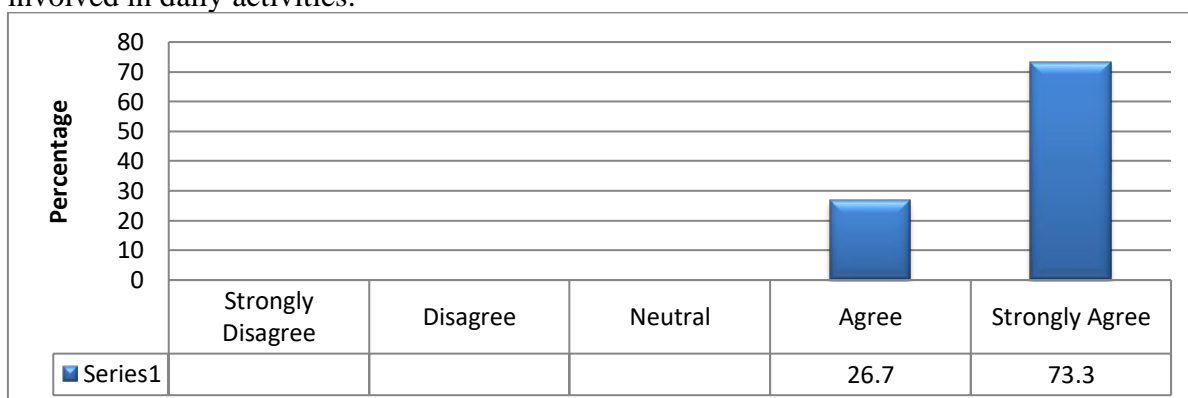 involved in daily activities.
80
70
60
50
40
30
20
10
0
Percentage
Strongly
Disagree
Disagree
Neutral
Agree
Strongly Agree
Series1
26.7
73.3